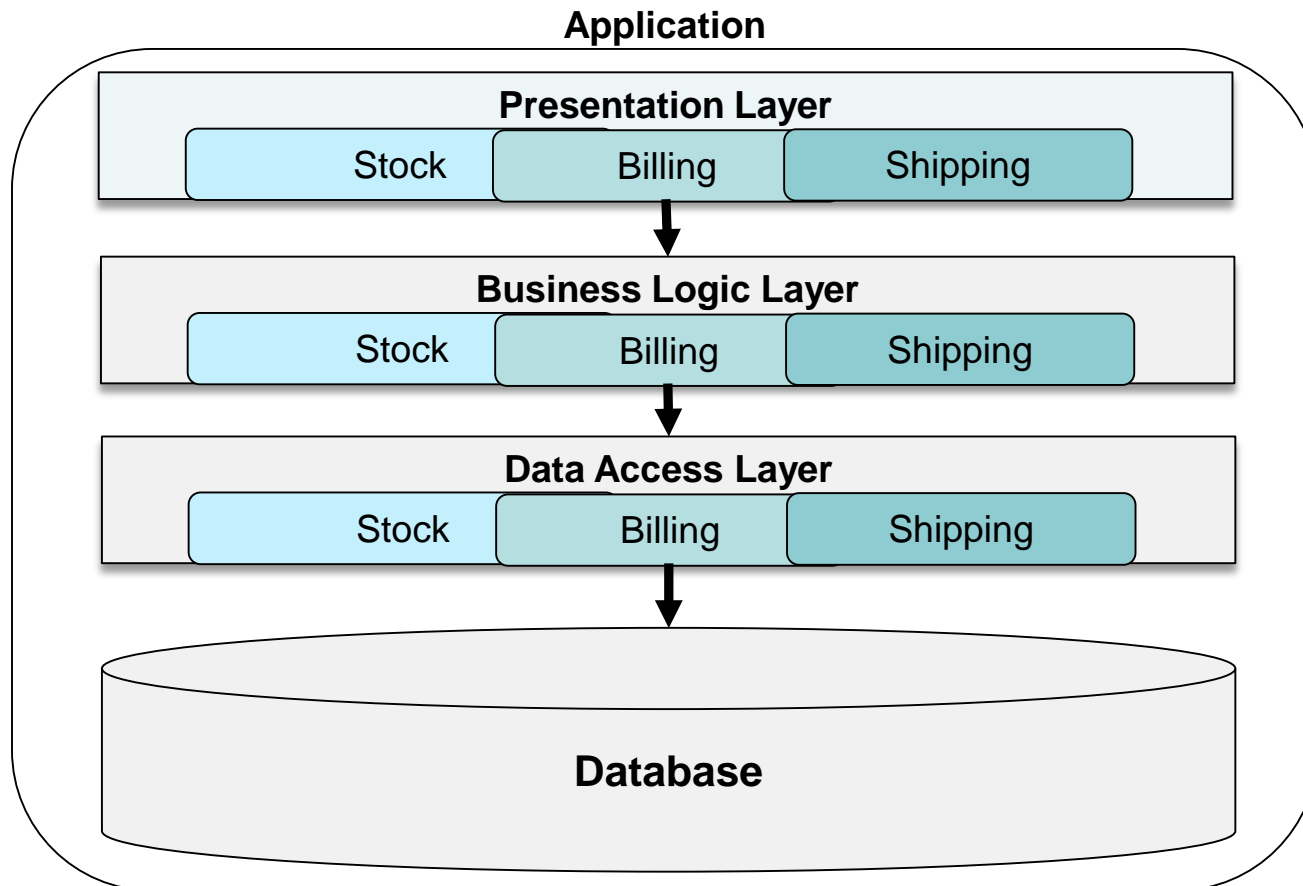 Application
Presentation Layer
Stock Billing Shipping
Business Logic Layer
Stock Billing Shipping
Data Access Layer
Stock Billing Shipping
Database